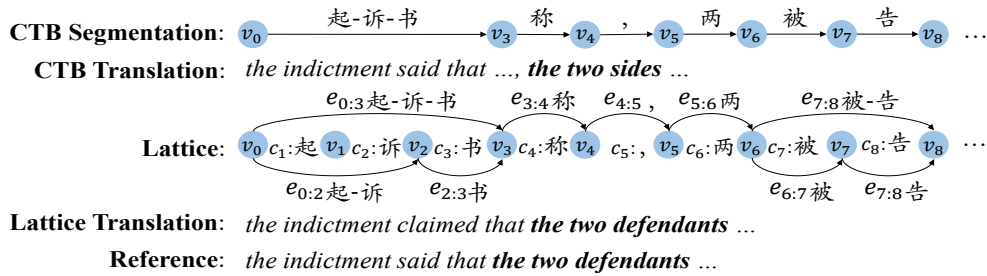 起-诉-书 称 , 两 被 告
CTB Segmentation: v0 v3 v4 v5 v6 v7 v8 ...
CTB Translation: the indictment said that ..., the two sides ...
e0:3起-诉-书 e3:4称 e4:5, e5:6两 e7:8被-告
Lattice: v0 c1:起 v1 c2:诉 v2 c3:书 v3 c4:称 v4 c5:, v5 c6:两 v6 c7:被 v7 c8:告 v8 ...
e0:2起-诉 e2:3书 e6:7被 e7:8告
Lattice Translation: the indictment claimed that the two defendants ...
Reference: the indictment said that the two defendants ...